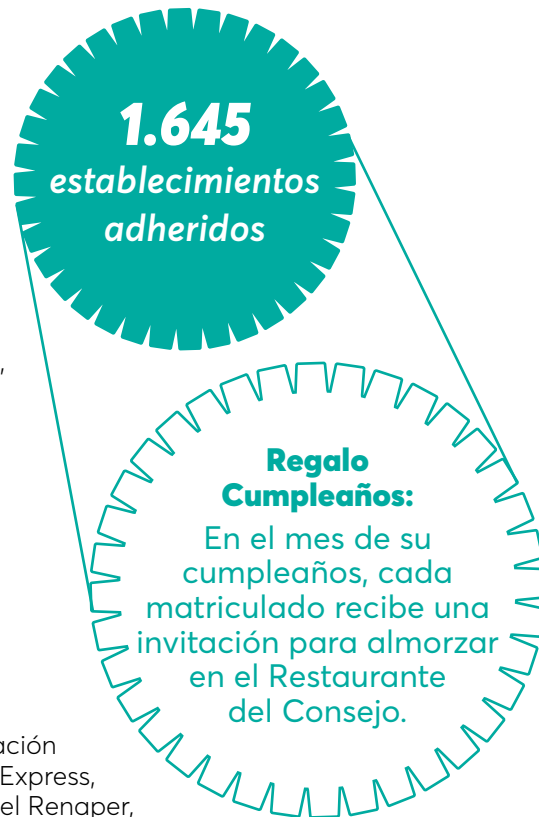 1.645
establecimientos
adheridos
,
Regalo
Cumpleaños:
En el mes de su
cumpleaños, cada
matriculado recibe una
invitación para almorzar
en el Restaurante
del Consejo.
ación
Express,
el Renaper,